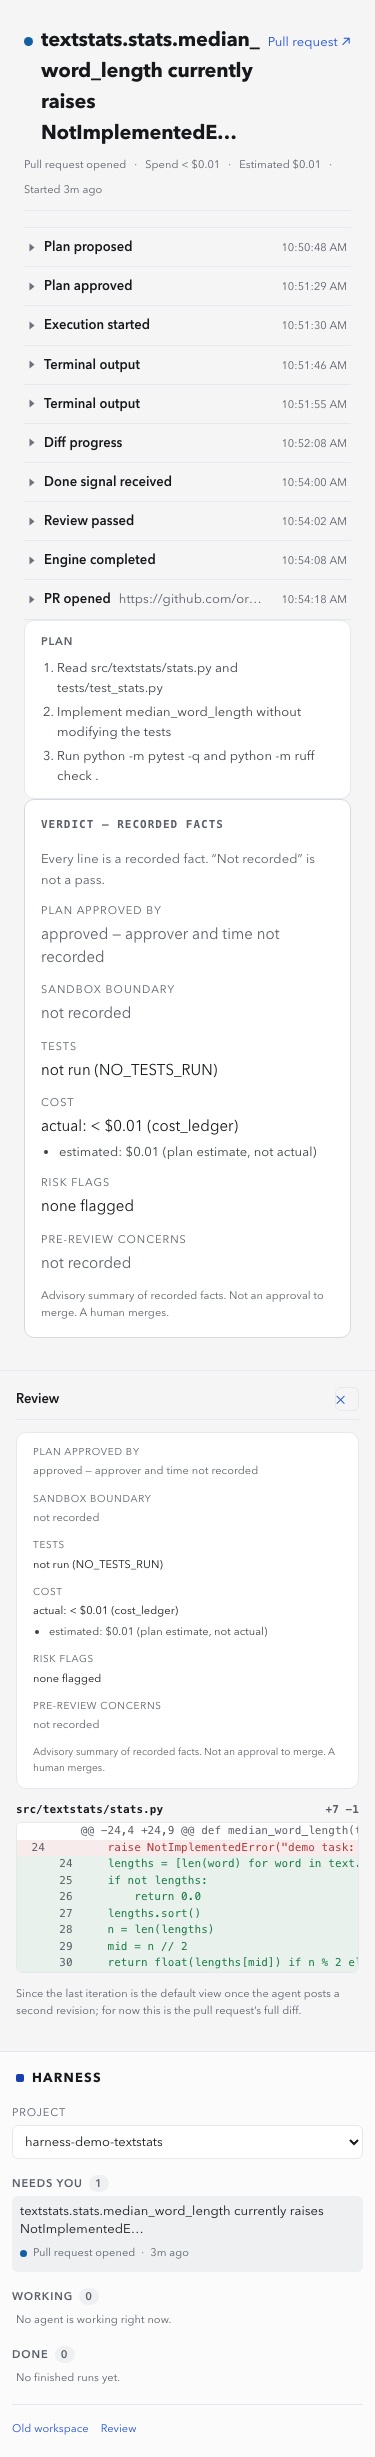 textstats.stats.median_
word_length currently
raises
NotImplementedE…
Pull request ↗
Pull request opened · Spend < $0.01 · Estimated $0.01 ·
Started 3m ago
Plan proposed 10:50:48 AM
Plan approved 10:51:29 AM
Execution started 10:51:30 AM
Terminal output 10:51:46 AM
Terminal output 10:51:55 AM
Diff progress 10:52:08 AM
Done signal received 10:54:00 AM
Review passed 10:54:02 AM
Engine completed 10:54:08 AM
PR opened https://github.com/or… 10:54:18 AM
PLAN
1. Read src/textstats/stats.py and
tests/test_stats.py
2. Implement median_word_length without
modifying the tests
3. Run python -m pytest -q and python -m ruff
check .
VERDICT — RECORDED FACTS
Every line is a recorded fact. “Not recorded” is
not a pass.
PLAN APPROVED BY
approved — approver and time not
recorded
SANDBOX BOUNDARY
not recorded
TESTS
not run (NO_TESTS_RUN)
COST
actual: < $0.01 (cost_ledger)
• estimated: $0.01 (plan estimate, not actual)
RISK FLAGS
none flagged
PRE-REVIEW CONCERNS
not recorded
Advisory summary of recorded facts. Not an approval to
merge. A human merges.
Review
×
PLAN APPROVED BY
approved — approver and time not recorded
SANDBOX BOUNDARY
not recorded
TESTS
not run (NO_TESTS_RUN)
COST
actual: < $0.01 (cost_ledger)
• estimated: $0.01 (plan estimate, not actual)
RISK FLAGS
none flagged
PRE-REVIEW CONCERNS
not recorded
Advisory summary of recorded facts. Not an approval to merge. A
human merges.
src/textstats/stats.py +7 −1
@@ −24,4 +24,9 @@ def median_word_length(
24 raise NotImplementedError("demo task:
24 lengths = [len(word) for word in text.
25 if not lengths:
26 return 0.0
27 lengths.sort()
28 n = len(lengths)
29 mid = n // 2
30 return float(lengths[mid]) if n % 2
Since the last iteration is the default view once the agent posts a
second revision; for now this is the pull request’s full diff.
HARNESS
PROJECT
harness-demo-textstats
NEEDS YOU 1
textstats.stats.median_word_length currently raises
NotImplementedE…
Pull request opened · 3m ago
WORKING 0
No agent is working right now.
DONE 0
No finished runs yet.
Old workspace Review